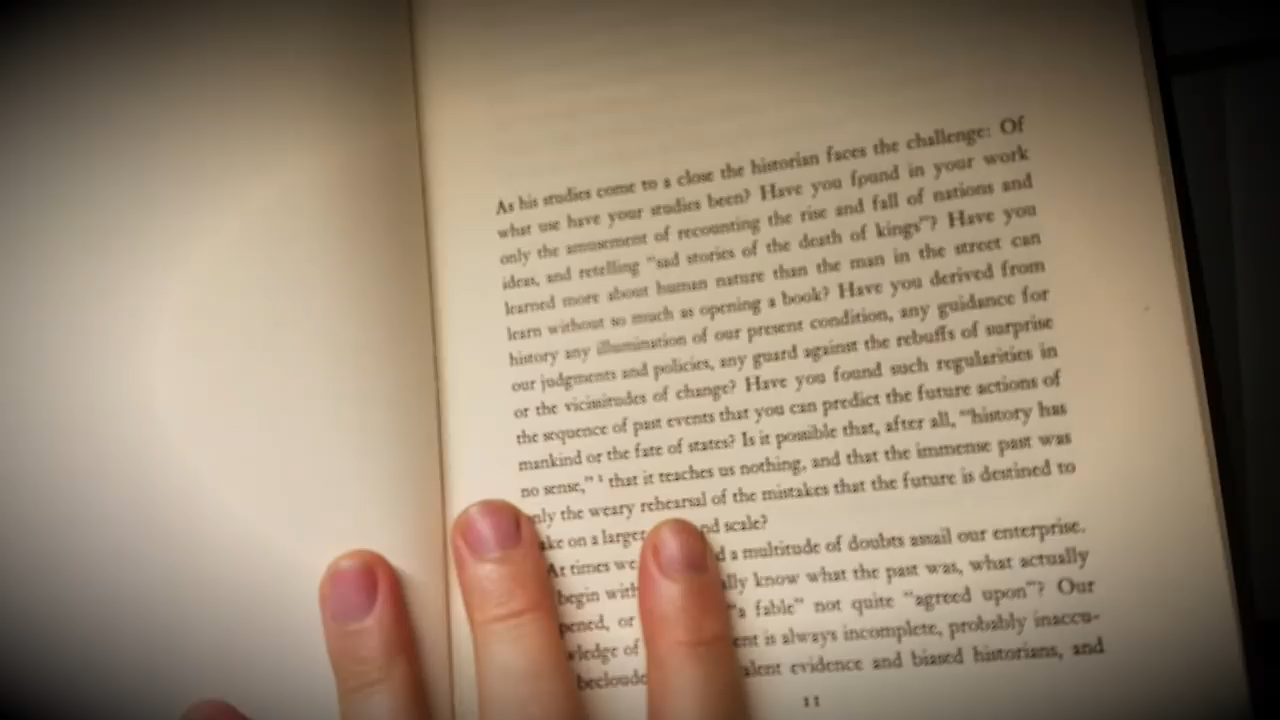 As his studies come to a close the historian faces the challenge: Of
what use have your studies been? Have you found in your work
only the amusement of recounting the rise and fall of nations and
ideas, and retelling "sad stories of the death of kings"? Have you
learned more about human nature than the man in the street can
learn without so much as opening a book? Have you derived from
history any illumination of our present condition, any guidance for
our judgments and policies, any guard against the rebuffs of surprise
or the vicissitudes of change? Have you found such regularities in
the sequence of past events that you can predict the future actions of
mankind or the fate of states? Is it possible that, after all, "history has
no sense," ¹ that it teaches us nothing, and that the immense past was
only the weary rehearsal of the mistakes that the future is destined to
on a larger scale?
At times we a multitude of doubts assail our enterprise.
begin with know what the past was, what actually
or "a fable" not quite "agreed upon"? Our
of is always incomplete, probably inaccu-
evidence and biased historians, and
11